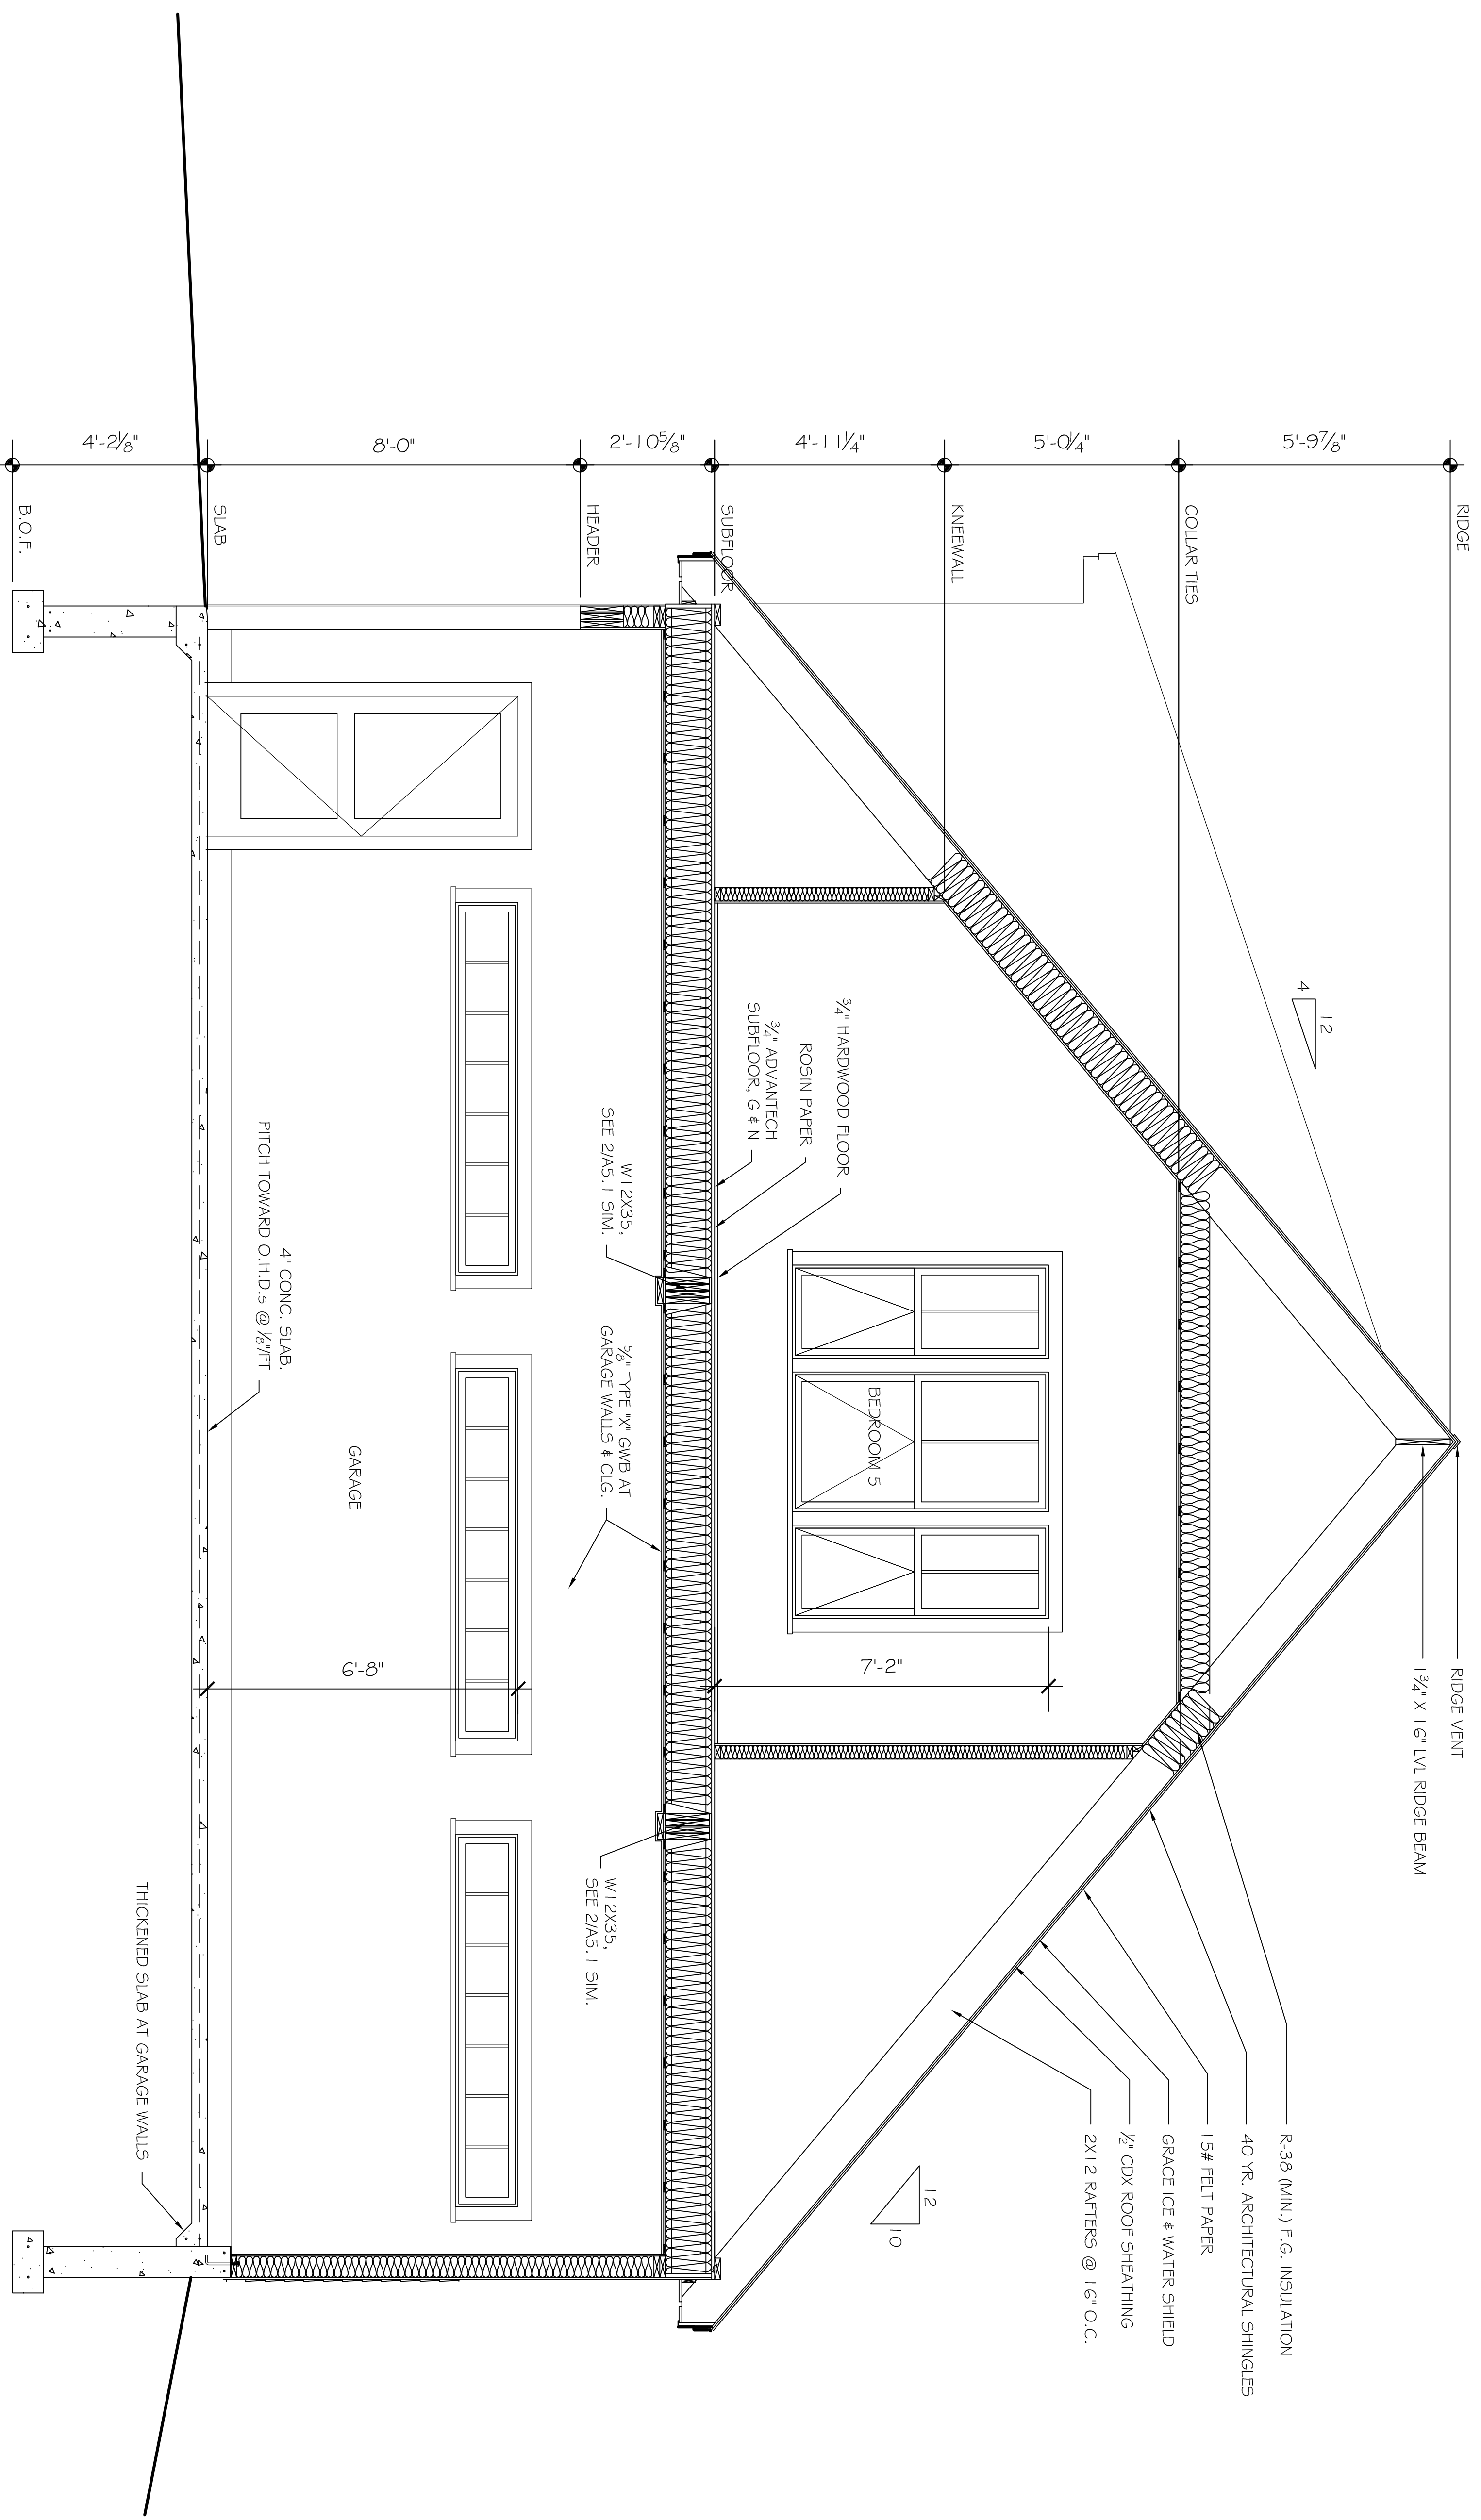 RIDGE
COLLAR TIES
KNEEWALL
SUBFLOOR
HEADER
SLAB
B.O.F.
5'-9⅞"
5'-0¼"
4'-11¼"
2'-10⅝"
8'-0"
4'-2⅛"
12
4
¾" HARDWOOD FLOOR
ROSIN PAPER
¾" ADVANTECH
SUBFLOOR, G & N
W12X35,
SEE 2/A5.1 SIM.
⅝" TYPE "X" GWB AT
GARAGE WALLS & CLG.
4" CONC. SLAB.
PITCH TOWARD O.H.D.s @ ⅛"/FT
BEDROOM 5
GARAGE
7'-2"
6'-8"
RIDGE VENT
1¾" X 16" LVL RIDGE BEAM
W12X35,
SEE 2/A5.1 SIM.
THICKENED SLAB AT GARAGE WALLS
R-38 (MIN.) F.G. INSULATION
40 YR. ARCHITECTURAL SHINGLES
15# FELT PAPER
GRACE ICE & WATER SHIELD
½" CDX ROOF SHEATHING
2X12 RAFTERS @ 16" O.C.
12
10